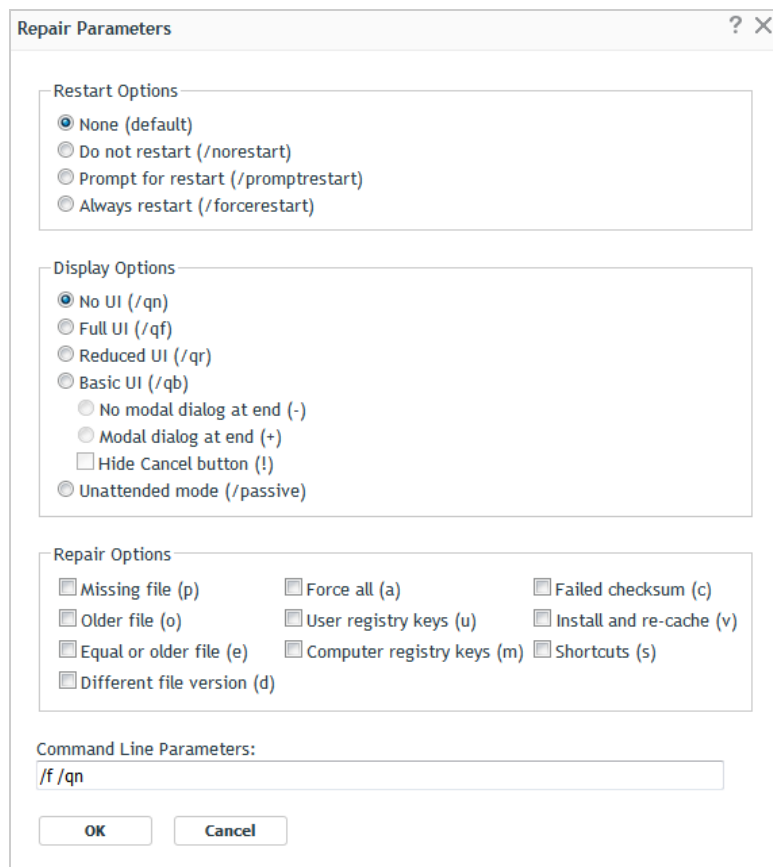 Repair Parameters ?
Restart Options
None (default)
Do not restart (/norestart)
Prompt for restart (/promptrestart)
Always restart (/forcerestart)
Display Options
No UI (/qn)
Full UI (/qf)
Reduced UI (/qr)
Basic UI (/qb)
No modal dialog at end (-)
Modal dialog at end (+)
Hide Cancel button (!)
Unattended mode (/passive)
Repair Options
Missing file (p) Force all (a) Failed checksum (c)
Older file (o) User registry keys (u) Install and re-cache (v)
Equal or older file (e) Computer registry keys (m) Shortcuts (s)
Different file version (d)
Command Line Parameters:
/f /qn
OK Cancel